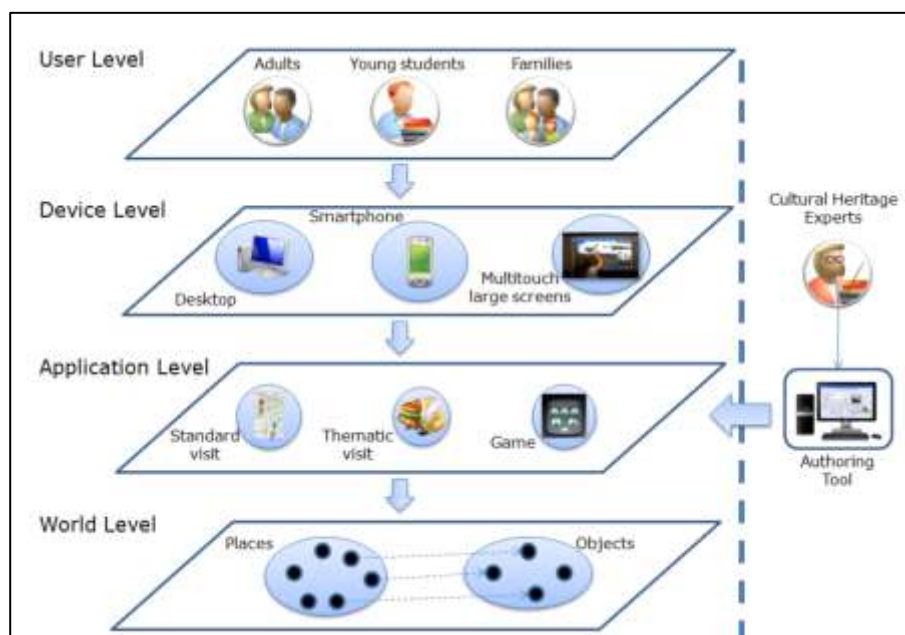 User Level
Adults
Young students
Families
Device Level
Smartphone
Desktop
Multitouch
large screens
Cultural Heritage
Experts
Application Level
Standard
visit
Thematic
visit
Game
Authoring
Tool
World Level
Places
Objects